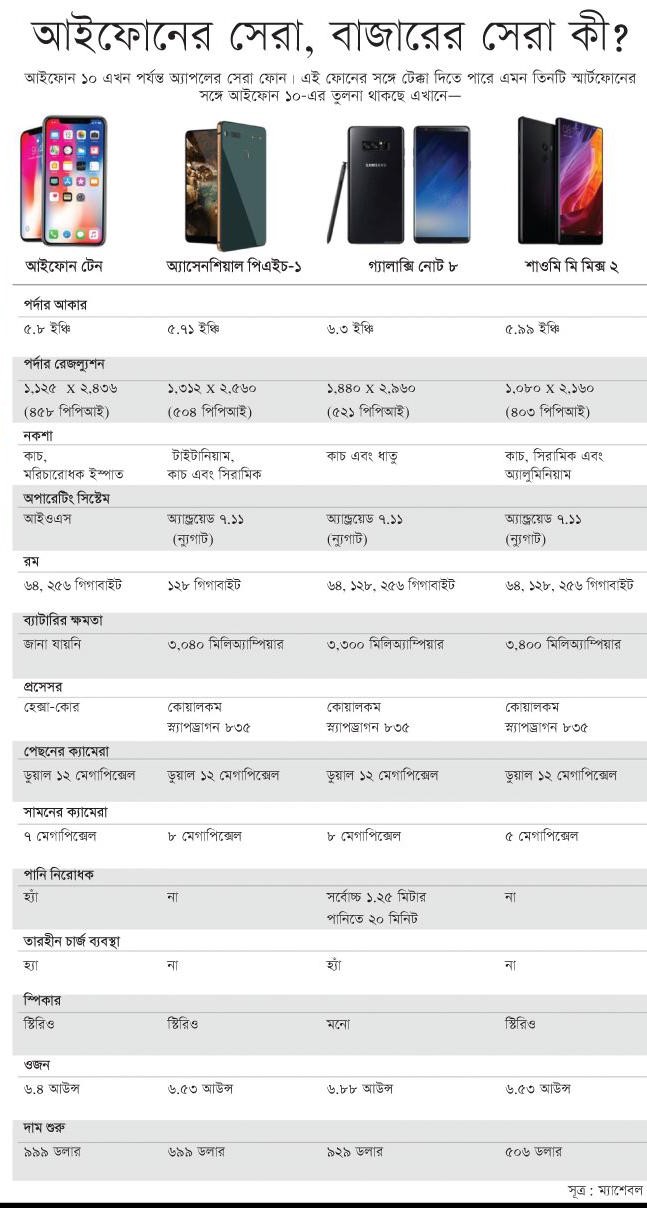 আইফোনের সেরা, বাজারের সেরা কী?
আইফোন ১০ এখন পর্যন্ত অ্যাপলের সেরা ফোন। এই ফোনের সঙ্গে টেক্কা দিতে পারে এমন তিনটি স্মার্টফোনের
সঙ্গে আইফোন ১০-এর তুলনা থাকছে এখানে—
SAMSUNG
আইফোন টেন অ্যাসেনশিয়াল পিএইচ-১ গ্যালাক্সি নোট ৮ শাওমি মি মিক্স ২
পর্দার আকার
৫.৮ ইঞ্চি ৫.৭১ ইঞ্চি ৬.৩ ইঞ্চি ৫.৯৯ ইঞ্চি
পর্দার রেজল্যুশন
১,১২৫ X ২,৪৩৬ ১,৩১২ X ২,৫৬০ ১,৪৪০ X ২,৯৬০ ১,০৮০ X ২,১৬০
(৪৫৮ পিপিআই) (৫০৪ পিপিআই) (৫২১ পিপিআই) (৪০৩ পিপিআই)
নকশা
কাচ, টাইটানিয়াম, কাচ এবং ধাতু কাচ, সিরামিক এবং
মরিচারোধক ইস্পাত কাচ এবং সিরামিক অ্যালুমিনিয়াম
অপারেটিং সিস্টেম
আইওএস অ্যান্ড্রয়েড ৭.১১ অ্যান্ড্রয়েড ৭.১১ অ্যান্ড্রয়েড ৭.১১
(ন্যুগাট) (ন্যুগাট) (ন্যুগাট)
রম
৬৪, ২৫৬ গিগাবাইট ১২৮ গিগাবাইট ৬৪, ১২৮, ২৫৬ গিগাবাইট ৬৪, ১২৮, ২৫৬ গিগাবাইট
ব্যাটারির ক্ষমতা
জানা যায়নি ৩,০৪০ মিলিঅ্যাম্পিয়ার ৩,৩০০ মিলিঅ্যাম্পিয়ার ৩,৪০০ মিলিঅ্যাম্পিয়ার
প্রসেসর
হেক্সা-কোর কোয়ালকম কোয়ালকম কোয়ালকম
স্ন্যাপড্রাগন ৮৩৫ স্ন্যাপড্রাগন ৮৩৫ স্ন্যাপড্রাগন ৮৩৫
পেছনের ক্যামেরা
ডুয়াল ১২ মেগাপিক্সেল ডুয়াল ১২ মেগাপিক্সেল ডুয়াল ১২ মেগাপিক্সেল ডুয়াল ১২ মেগাপিক্সেল
সামনের ক্যামেরা
৭ মেগাপিক্সেল ৮ মেগাপিক্সেল ৮ মেগাপিক্সেল ৫ মেগাপিক্সেল
পানি নিরোধক
হ্যাঁ না সর্বোচ্চ ১.২৫ মিটার না
পানিতে ২০ মিনিট
তারহীন চার্জ ব্যবস্থা
হ্যা না হ্যাঁ না
স্পিকার
স্টিরিও স্টিরিও মনো স্টিরিও
ওজন
৬.৪ আউন্স ৬.৫৩ আউন্স ৬.৮৮ আউন্স ৬.৫৩ আউন্স
দাম শুরু
৯৯৯ ডলার ৬৯৯ ডলার ৯২৯ ডলার ৫০৬ ডলার
সূত্র : ম্যাশেবল